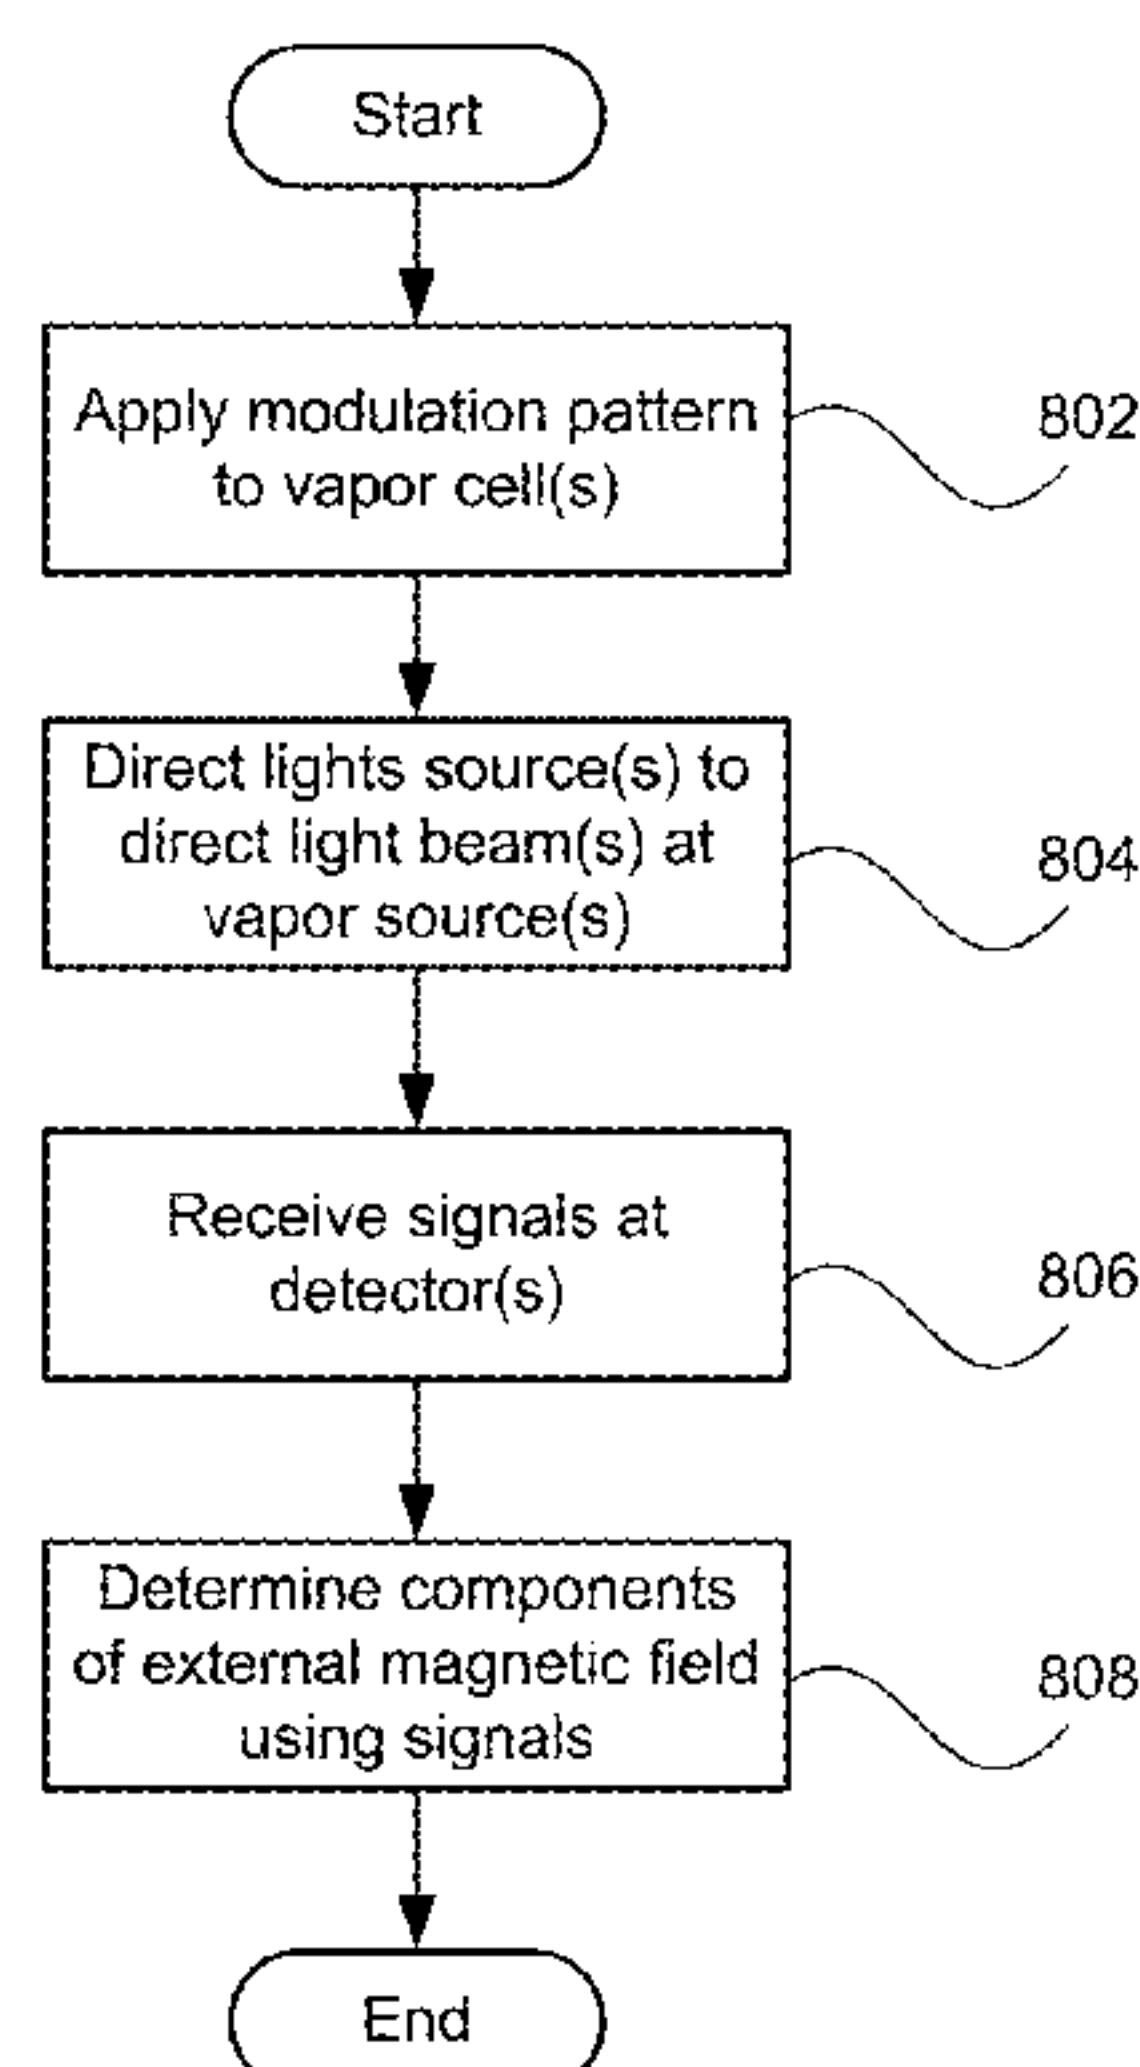 Start
Apply modulation pattern
to vapor cell(s)
802
Direct lights source(s) to
direct light beam(s) at
vapor source(s)
804
Receive signals at
detector(s)
806
Determine components
of external magnetic field
using signals
808
End